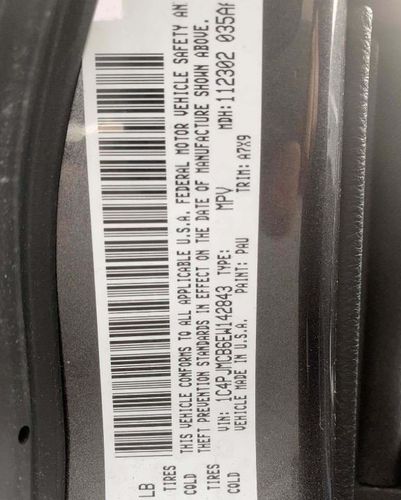 LB
TIRES
COLD
THIS VEHICLE CONFORMS TO ALL APPLICABLE U.S.A. FEDERAL MOTOR VEHICLE SAFETY AN
THEFT PREVENTION STANDARDS IN EFFECT ON THE DATE OF MANUFACTURE SHOWN ABOVE.
TIRES
COLD
VIN: 1C4PJMCB6EW142843 TYPE: MPV MDH:112302 035A
VEHICLE MADE IN U.S.A. PAINT: PAU TRIM: A7X9